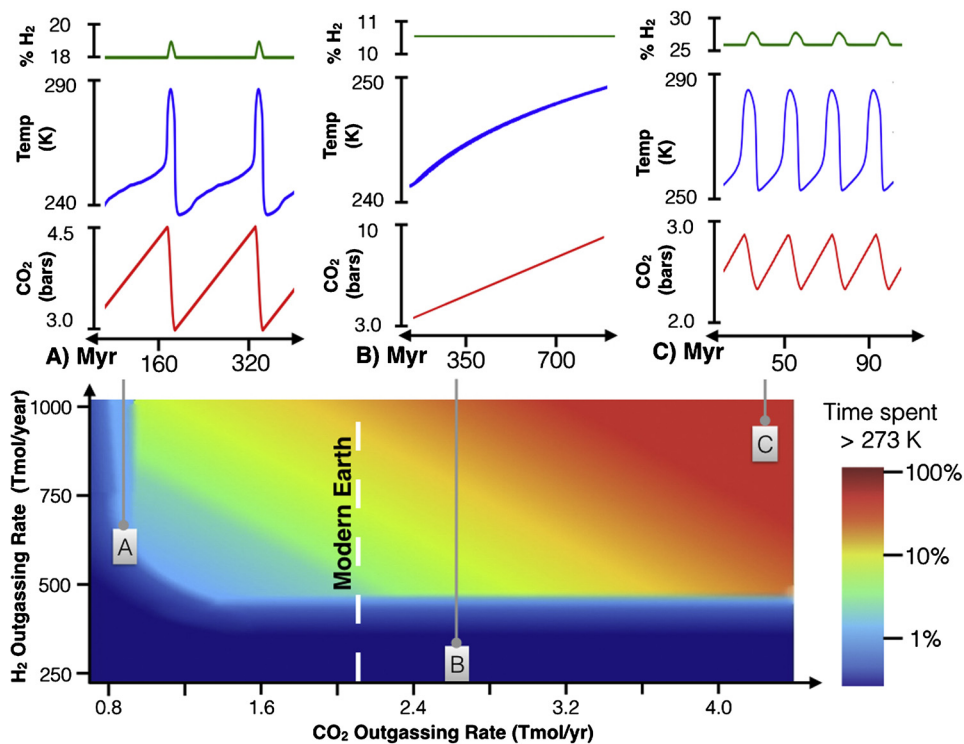 20
18
% H2
290
240
Temp
(K)
4.5
3.0
CO2
(bars)
A) Myr
160
320
11
10
% H2
250
240
Temp
(K)
10
3.0
CO2
(bars)
B) Myr
350
700
30
25
% H2
290
250
Temp
(K)
3.0
2.0
CO2
(bars)
C) Myr
50
90
H2 Outgassing Rate (Tmol/year)
1000
750
500
250
A
Modern Earth
B
C
0.8
1.6
2.4
3.2
4.0
CO2 Outgassing Rate (Tmol/yr)
Time spent
> 273 K
100%
10%
1%